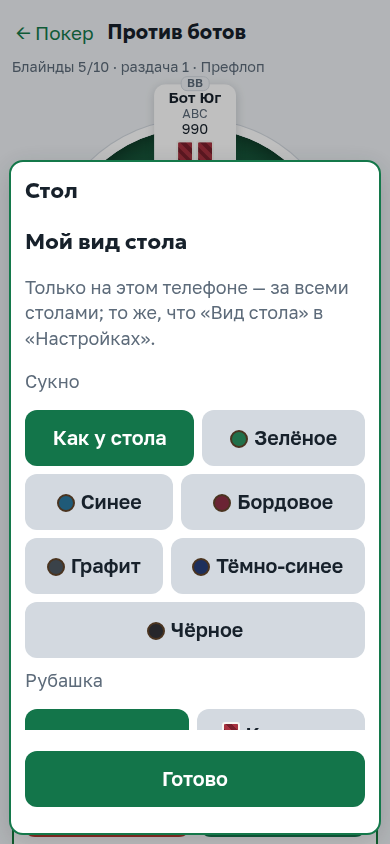 ← Покер Против ботов
Блайнды 5/10 · раздача 1 · Префлоп
BB
Бот Юг
ABC
990
Стол
Мой вид стола
Только на этом телефоне — за всеми
столами; то же, что «Вид стола» в
«Настройках».
Сукно
Как у стола
Зелёное
Синее
Бордовое
Графит
Тёмно-синее
Чёрное
Рубашка
Готово